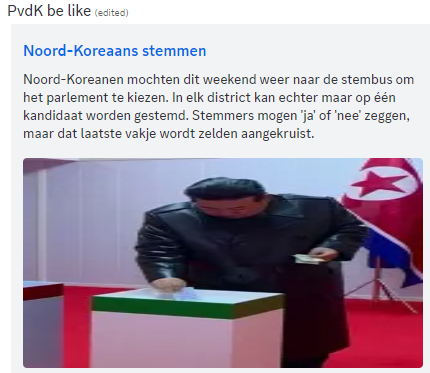 PvdK be like (edited)
Noord-Koreaans stemmen
Noord-Koreanen mochten dit weekend weer naar de stembus om
het parlement te kiezen. In elk district kan echter maar op één
kandidaat worden gestemd. Stemmers mogen 'ja' of 'nee' zeggen,
maar dat laatste vakje wordt zelden aangekruist.